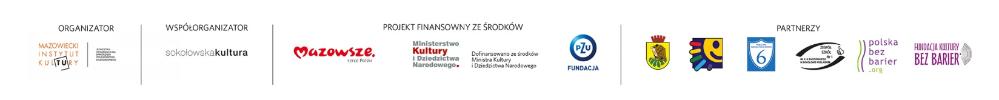 ORGANIZATOR
MAZOWIECKI
INSTYTUT
KULTURY
JEDNOSTKA
ORGANIZACYJNA
SAMORZĄDU
WOJEWÓDZTWA
MAZOWIECKIEGO
WSPÓŁORGANIZATOR
sokołowskakultura
PROJEKT FINANSOWNY ZE ŚRODKÓW
Mazowsze.
serce Polski
Ministerstwo
Kultury
i Dziedzictwa
Narodowego.
Dofinansowano ze środków
Ministra Kultury
i Dziedzictwa Narodowego
PZU
FUNDACJA
PARTNERZY
PUBLICZNA
SZKOŁA PODSTAWOWA
6
ZESPÓŁ
SZKÓŁ
Nr 1
IM. K. K BACZYŃSKIEGO
W SOKOŁOWIE PODLASKIM
polska
bez
barier
.org
FUNDACJA KULTURY
BEZ BARIER